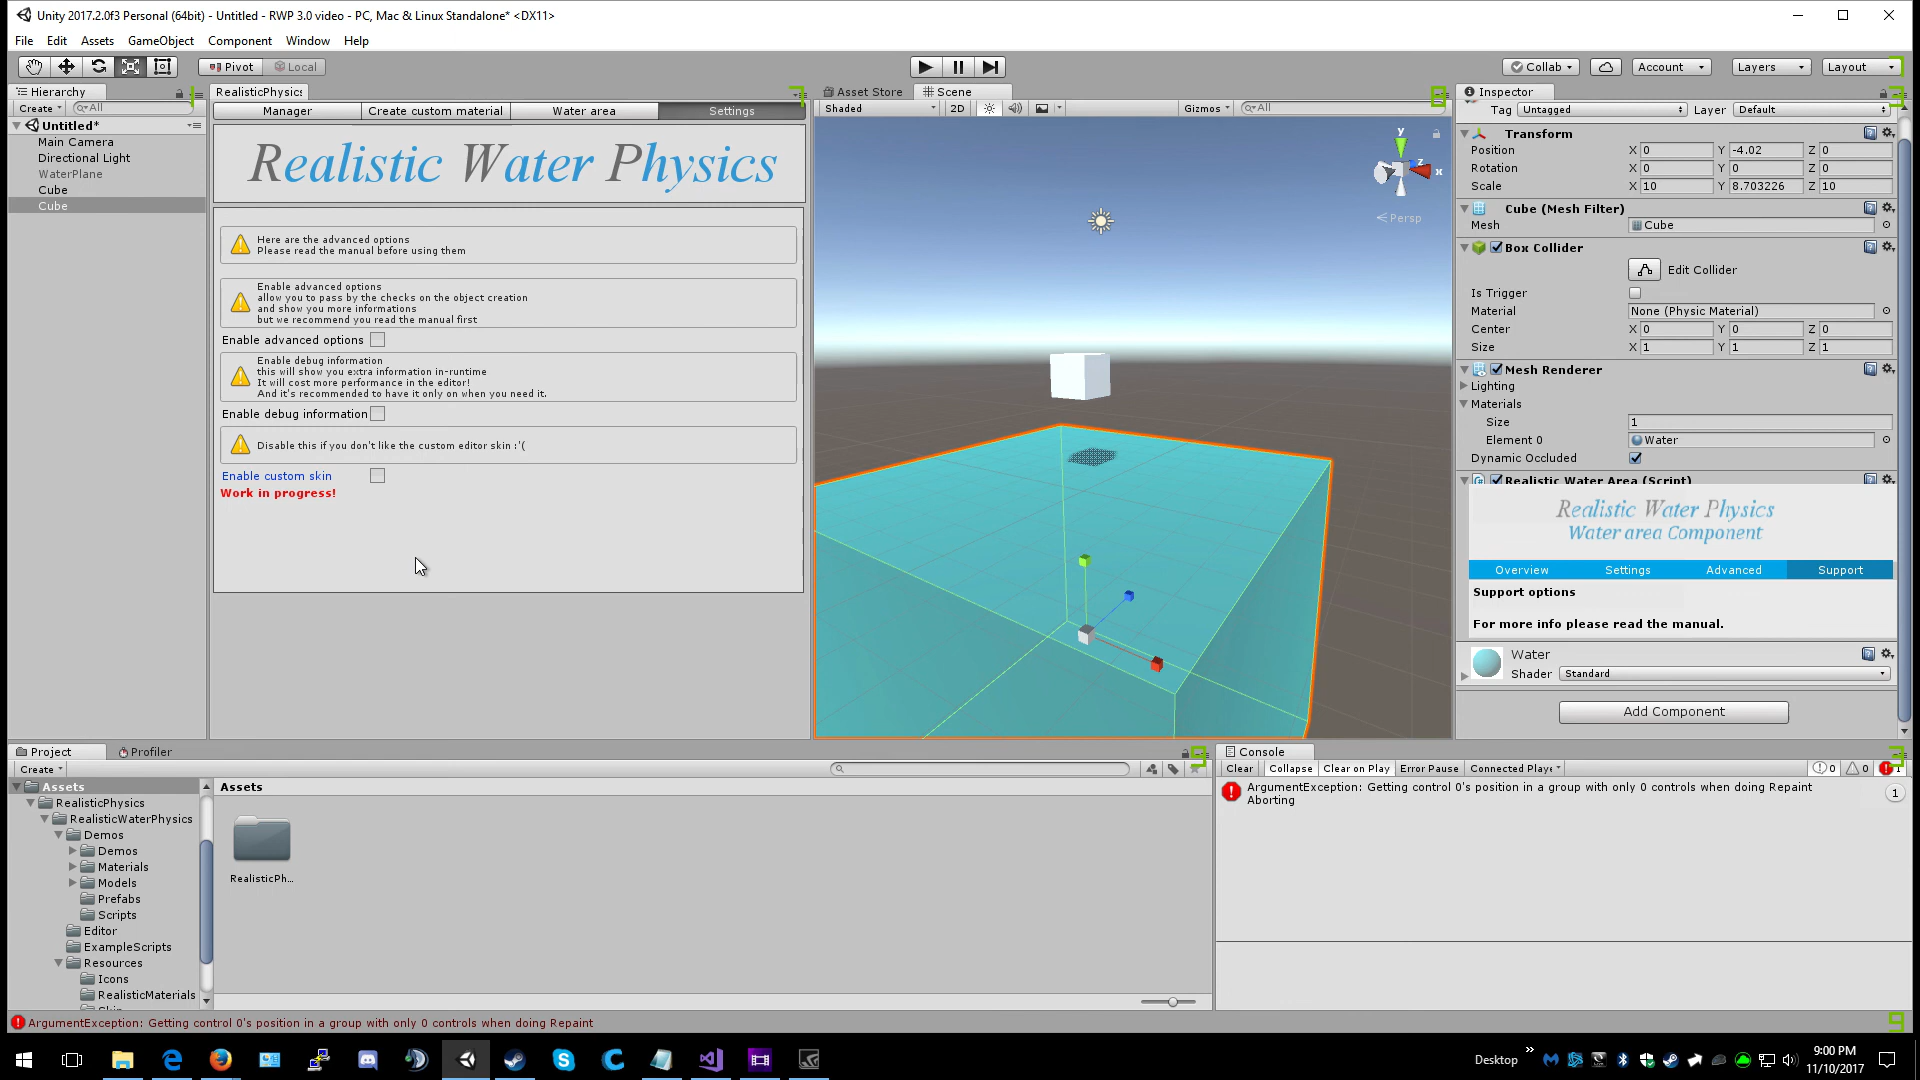 Unity 2017.2.0f3 Personal (64bit) - Untitled - RWP 3.0 video - PC, Mac & Linux Standalone* <DX11>
File Edit Assets GameObject Component Window Help
Pivot Local Collab Account Layers Layout
Hierarchy
Create All
Untitled*
Main Camera
Directional Light
WaterPlane
Cube
Cube
RealisticPhysics
Manager Create custom material Water area Settings
Realistic Water Physics
Here are the advanced options
Please read the manual before using them
Enable advanced options
allow you to pass by the checks on the object creation
and show you more informations
but we recommend you read the manual first
Enable advanced options
Enable debug information
this will show you extra information in-runtime
It will cost more performance in the editor!
And it's recommended to have it only on when you need it.
Enable debug information
Disable this if you don't like the custom editor skin :'(
Enable custom skin
Work in progress!
Asset Store Scene
Shaded 2D Gizmos All
y
z
x
Persp
Inspector
Tag Untagged Layer Default
Transform
Position X 0 Y -4.02 Z 0
Rotation X 0 Y 0 Z 0
Scale X 10 Y 8.703226 Z 10
Cube (Mesh Filter)
Mesh Cube
Box Collider
Edit Collider
Is Trigger
Material None (Physic Material)
Center X 0 Y 0 Z 0
Size X 1 Y 1 Z 1
Mesh Renderer
Lighting
Materials
Size 1
Element 0 Water
Dynamic Occluded
Realistic Water Area (Script)
Realistic Water Physics
Water area Component
Overview Settings Advanced Support
Support options
For more info please read the manual.
Water
Shader Standard
Add Component
Project Profiler
Create
Assets
RealisticPhysics
RealisticWaterPhysics
Demos
Demos
Materials
Models
Prefabs
Scripts
Editor
ExampleScripts
Resources
Icons
RealisticMaterials
Assets
RealisticPh...
Console
Clear Collapse Clear on Play Error Pause Connected Playe
0 0 1
ArgumentException: Getting control 0's position in a group with only 0 controls when doing Repaint
Aborting
1
ArgumentException: Getting control 0's position in a group with only 0 controls when doing Repaint
Desktop
9:00 PM
11/10/2017